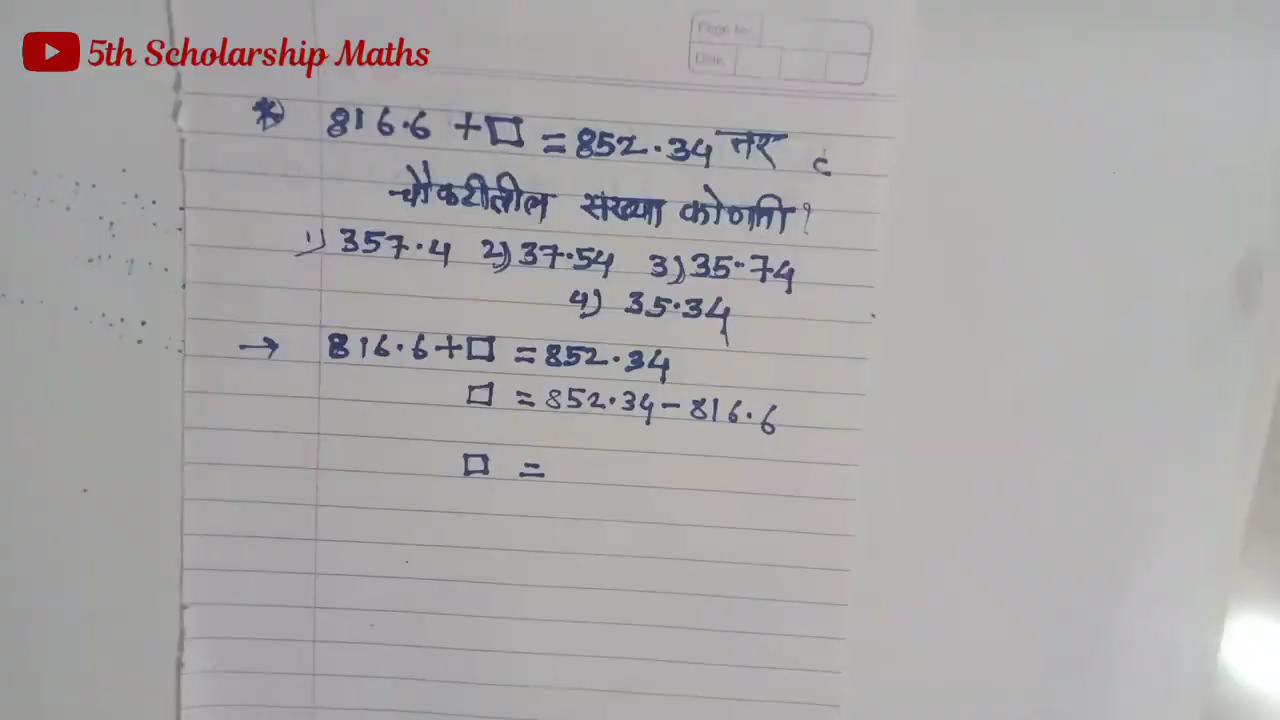 5th Scholarship Maths
Page No.
Date
* 816.6 + □ = 852.34 तर
चौकटीतील संख्या कोणती?
1) 357.4 2) 37.54 3) 35.74
4) 35.34
→ 816.6 + □ = 852.34
□ = 852.34 - 816.6
□ =